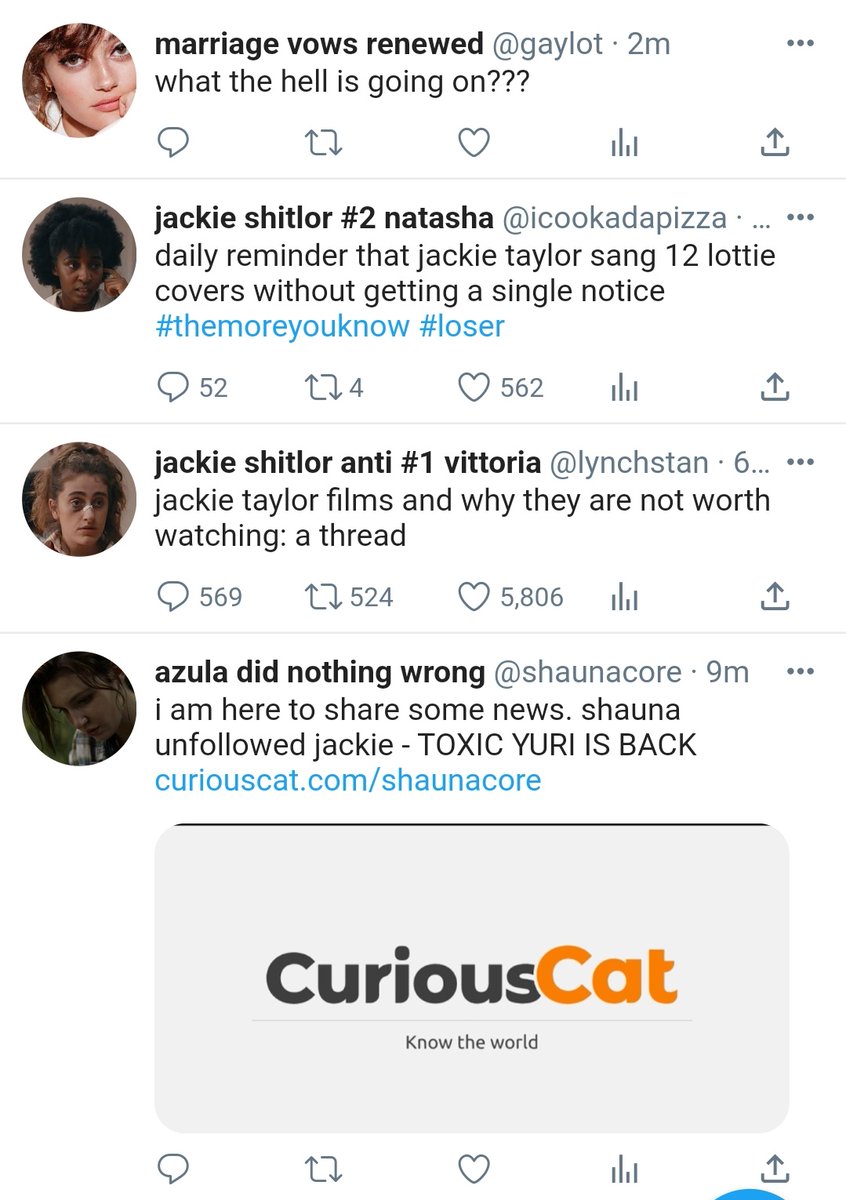 marriage vows renewed @gaylot · 2m
what the hell is going on???
jackie shitlor #2 natasha @icookadapizza · ...
daily reminder that jackie taylor sang 12 lottie
covers without getting a single notice
#themoreyouknow #loser
52 4 562
jackie shitlor anti #1 vittoria @lynchstan · 6...
jackie taylor films and why they are not worth
watching: a thread
569 524 5,806
azula did nothing wrong @shaunacore · 9m
i am here to share some news. shauna
unfollowed jackie - TOXIC YURI IS BACK
curiouscat.com/shaunacore
CuriousCat
Know the world